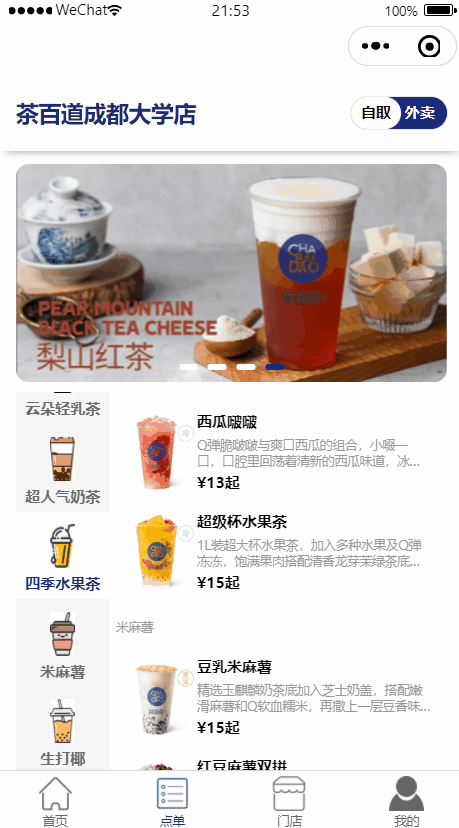 WeChat
21:53
100%
茶百道成都大学店
自取
外卖
CHA
BAI
DAO
PEAR MOUNTAIN
BLACK TEA CHEESE
梨山红茶
云朵轻乳茶
超人气奶茶
四季水果茶
米麻薯
生打椰
西瓜啵啵
Q弹脆啵啵与爽口西瓜的组合，小啜一
口，口腔里回荡着清新的西瓜味道，冰...
¥13起
超级杯水果茶
1L装超大杯水果茶，加入多种水果及Q弹
冻冻，饱满果肉搭配清香龙芽茉绿茶底...
¥15起
米麻薯
豆乳米麻薯
精选玉麒麟奶茶底加入芝士奶盖，搭配嫩
滑麻薯和Q软血糯米，再撒上一层豆香味...
¥15起
红豆麻薯双拼
首页
点单
门店
我的